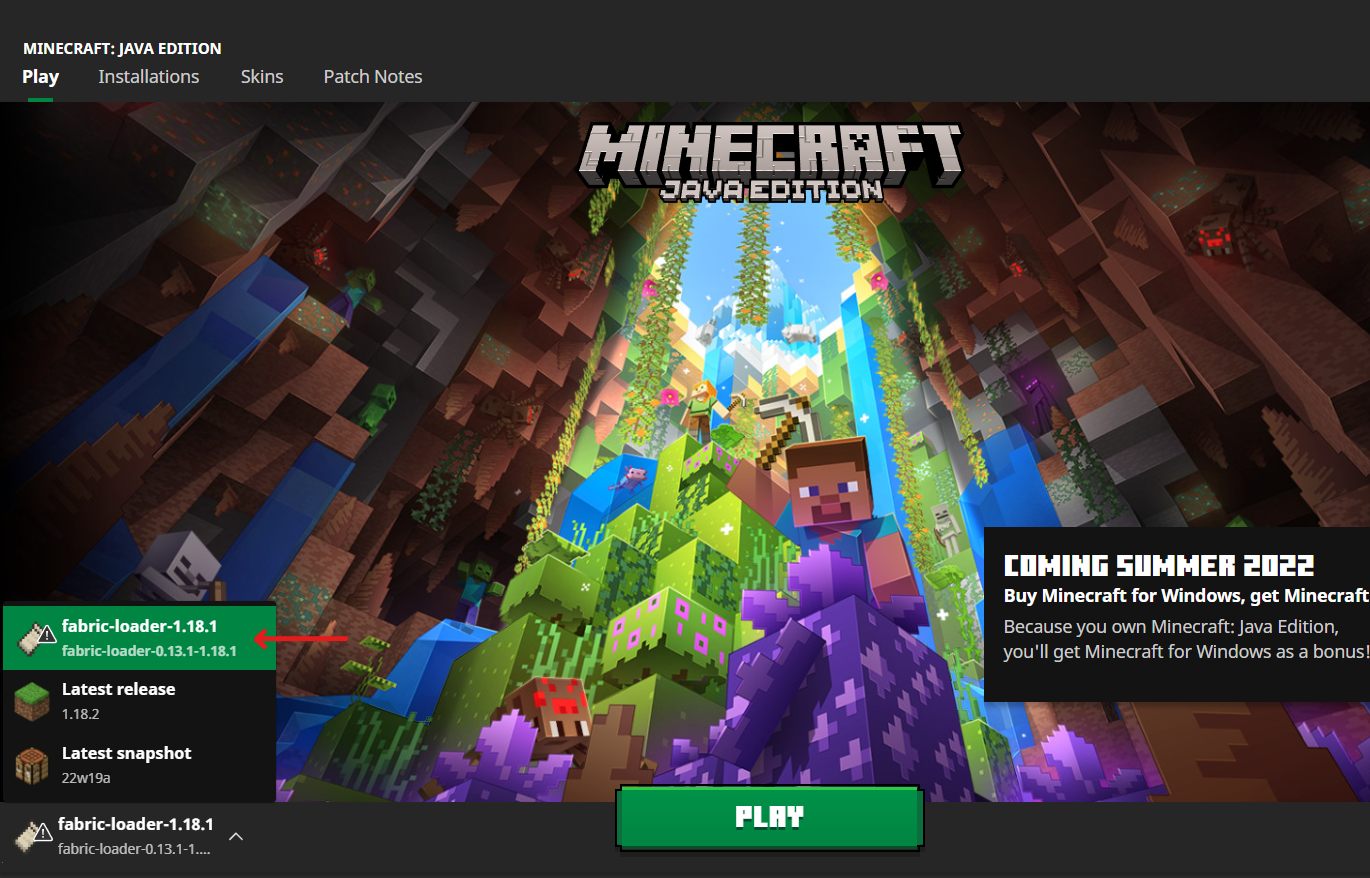 MINECRAFT: JAVA EDITION
Play Installations Skins Patch Notes
MINECRAFT
JAVA EDITION
COMING SUMMER 2022
Buy Minecraft for Windows, get Minecraft
Because you own Minecraft: Java Edition,
you'll get Minecraft for Windows as a bonus!
fabric-loader-1.18.1
fabric-loader-0.13.1-1.18.1
Latest release
1.18.2
Latest snapshot
22w19a
fabric-loader-1.18.1
fabric-loader-0.13.1-1....
PLAY